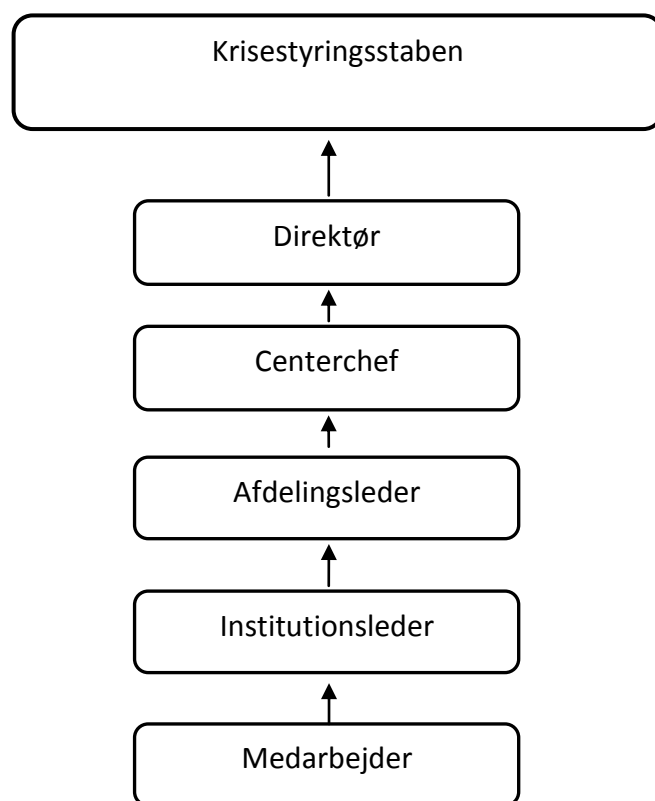 Krisestyringsstaben
Direktør
Centerchef
Afdelingsleder
Institutionsleder
Medarbejder